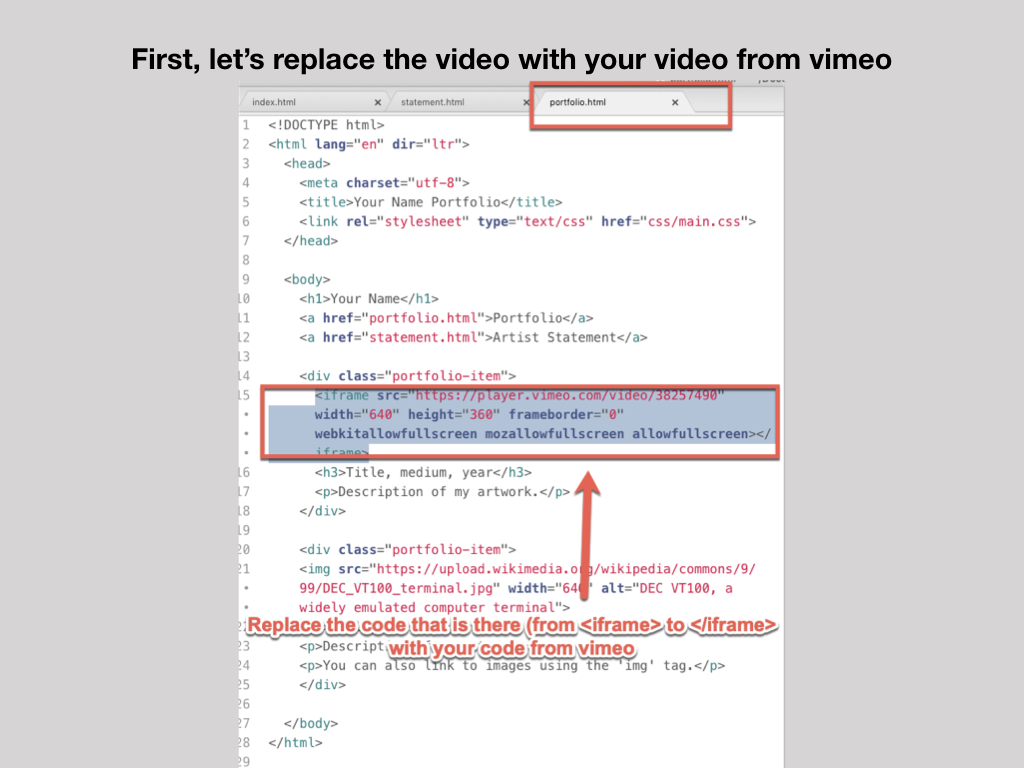 First, let's replace the video with your video from vimeo
index.html × statement.html × portfolio.html ×
1 <!DOCTYPE html>
2 <html lang="en" dir="ltr">
3 <head>
4 <meta charset="utf-8">
5 <title>Your Name Portfolio</title>
6 <link rel="stylesheet" type="text/css" href="css/main.css">
7 </head>
8
9 <body>
10 <h1>Your Name</h1>
11 <a href="portfolio.html">Portfolio</a>
12 <a href="statement.html">Artist Statement</a>
13
14 <div class="portfolio-item">
15 <iframe src="https://player.vimeo.com/video/38257490"
• width="640" height="360" frameborder="0"
• webkitallowfullscreen mozallowfullscreen allowfullscreen></
• iframe>
16 <h3>Title, medium, year</h3>
17 <p>Description of my artwork.</p>
18 </div>
19
20 <div class="portfolio-item">
21 <img src="https://upload.wikimedia.org/wikipedia/commons/9/
• 99/DEC_VT100_terminal.jpg" width="640" alt="DEC VT100, a
• widely emulated computer terminal">
Replace the code that is there (from <iframe> to </iframe>
with your code from vimeo
23 <p>Descript
24 <p>You can also link to images using the 'img' tag.</p>
25 </div>
26
27 </body>
28 </html>
29